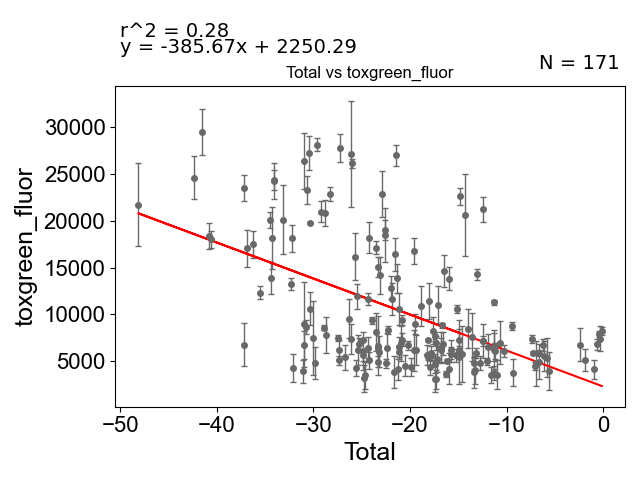 r^2 = 0.28
y = -385.67x + 2250.29
N = 171
Total vs toxgreen_fluor
30000
25000
20000
15000
10000
5000
toxgreen_fluor
−50 −40 −30 −20 −10 0
Total